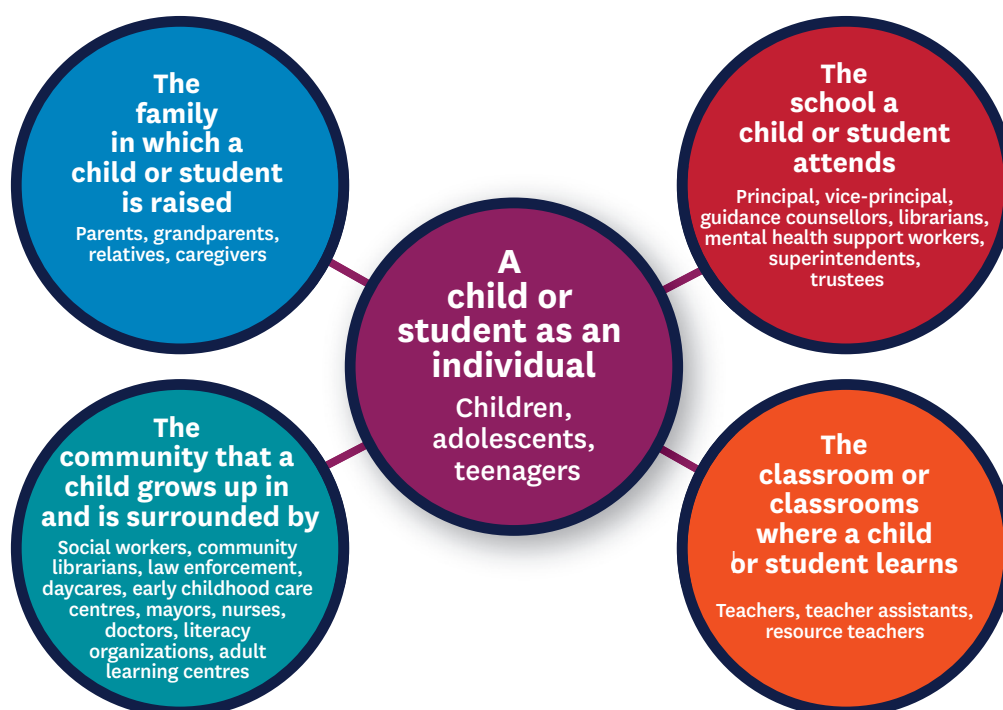 The
family
in which a
child or student
is raised
Parents, grandparents,
relatives, caregivers
The
school a
child or student
attends
Principal, vice-principal,
guidance counsellors, librarians,
mental health support workers,
superintendents,
trustees
A
child or
student as an
individual
Children,
adolescents,
teenagers
The
community that a
child grows up in
and is surrounded by
Social workers, community
librarians, law enforcement,
daycares, early childhood care
centres, mayors, nurses,
doctors, literacy
organizations, adult
learning centres
The
classroom or
classrooms
where a child
or student learns
Teachers, teacher assistants,
resource teachers